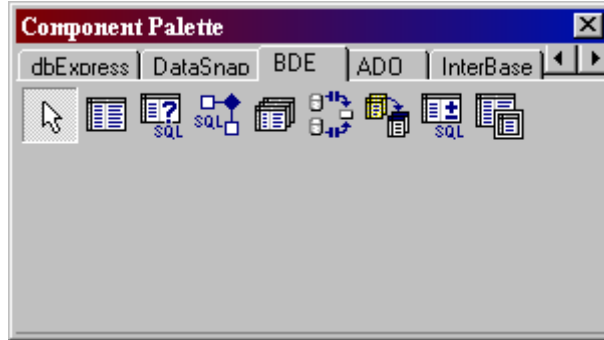 Component Palette
dbExpress DataSnap BDE ADO InterBase
SQL SQL SQL